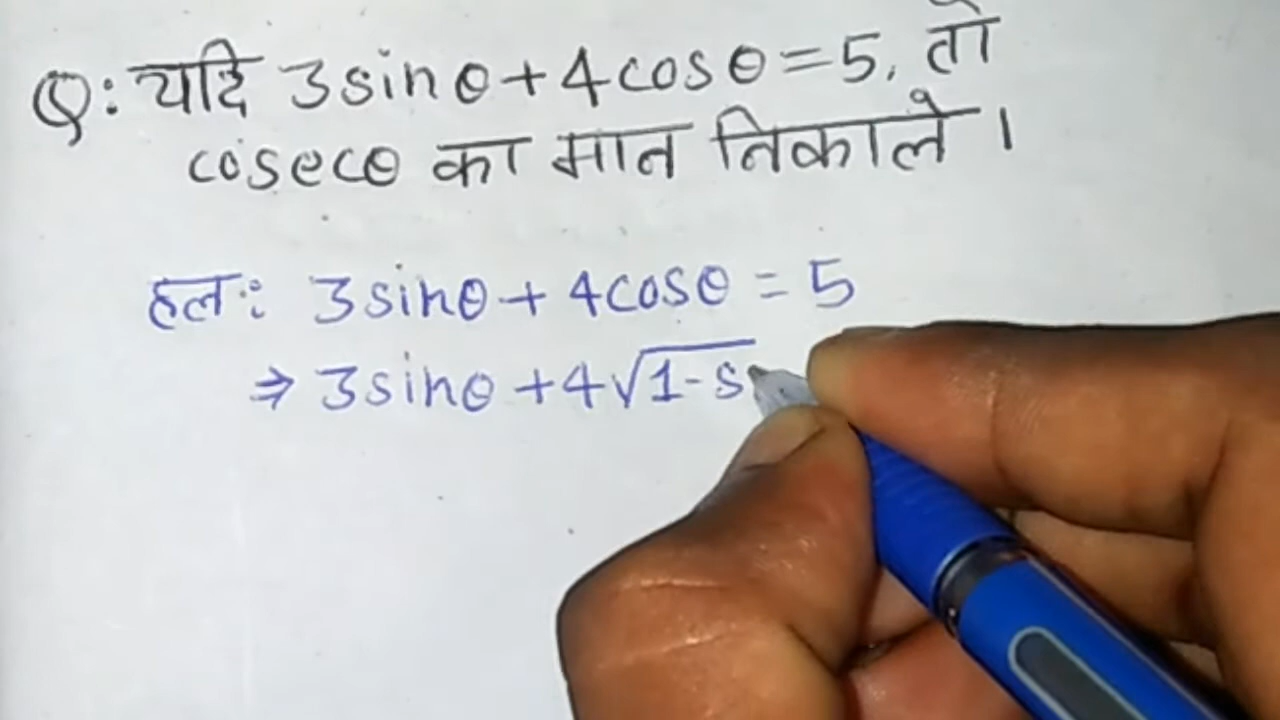 Q: यदि 3sinθ+4cosθ=5, तो
cosecθ का मान निकाले ।
हलः 3sinθ + 4cosθ = 5
⇒ 3sinθ + 4√1-s